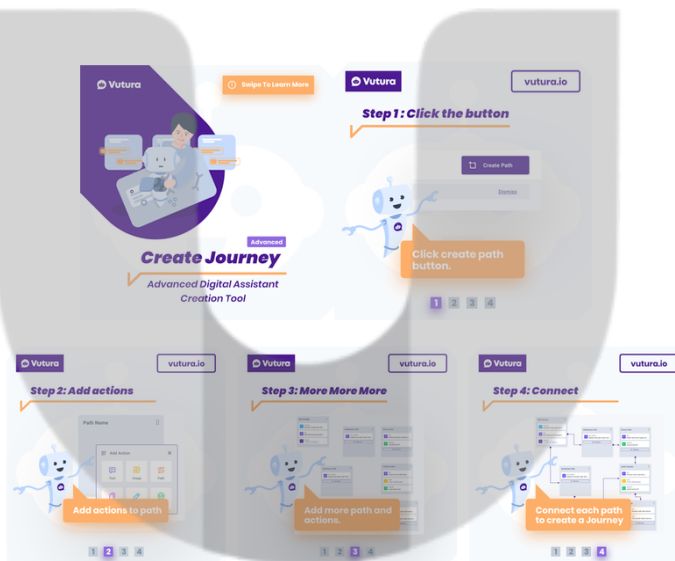 Vutura
Swipe To Learn More
Advanced
Create Journey
Advanced Digital Assistant
Creation Tool
Vutura
vutura.io
Step 1 : Click the button
Create Path
Dismiss
Click create path
button.
1 2 3 4
Vutura
vutura.io
Step 2: Add actions
Path Name
Add Action
Text
Image
Add actions to path
1 2 3 4
Vutura
vutura.io
Step 3: More More More
Add more path and
actions.
1 2 3 4
Vutura
vutura.io
Step 4: Connect
Connect each path
to create a Journey
1 2 3 4